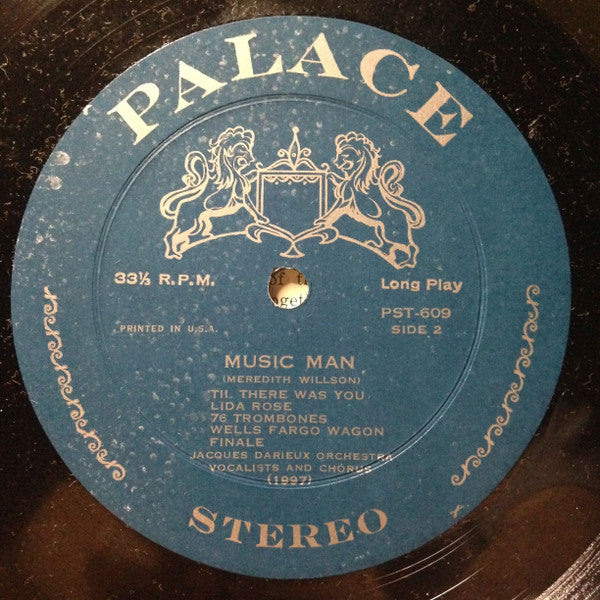 PALACE
33⅓ R.P.M.
Long Play
PRINTED IN U.S.A.
PST-609
SIDE 2
MUSIC MAN
(MEREDITH WILLSON)
'TIL THERE WAS YOU
LIDA ROSE
76 TROMBONES
WELLS FARGO WAGON
FINALE
JACQUES DARIEUX ORCHESTRA
VOCALISTS AND CHORUS
(1997)
STEREO